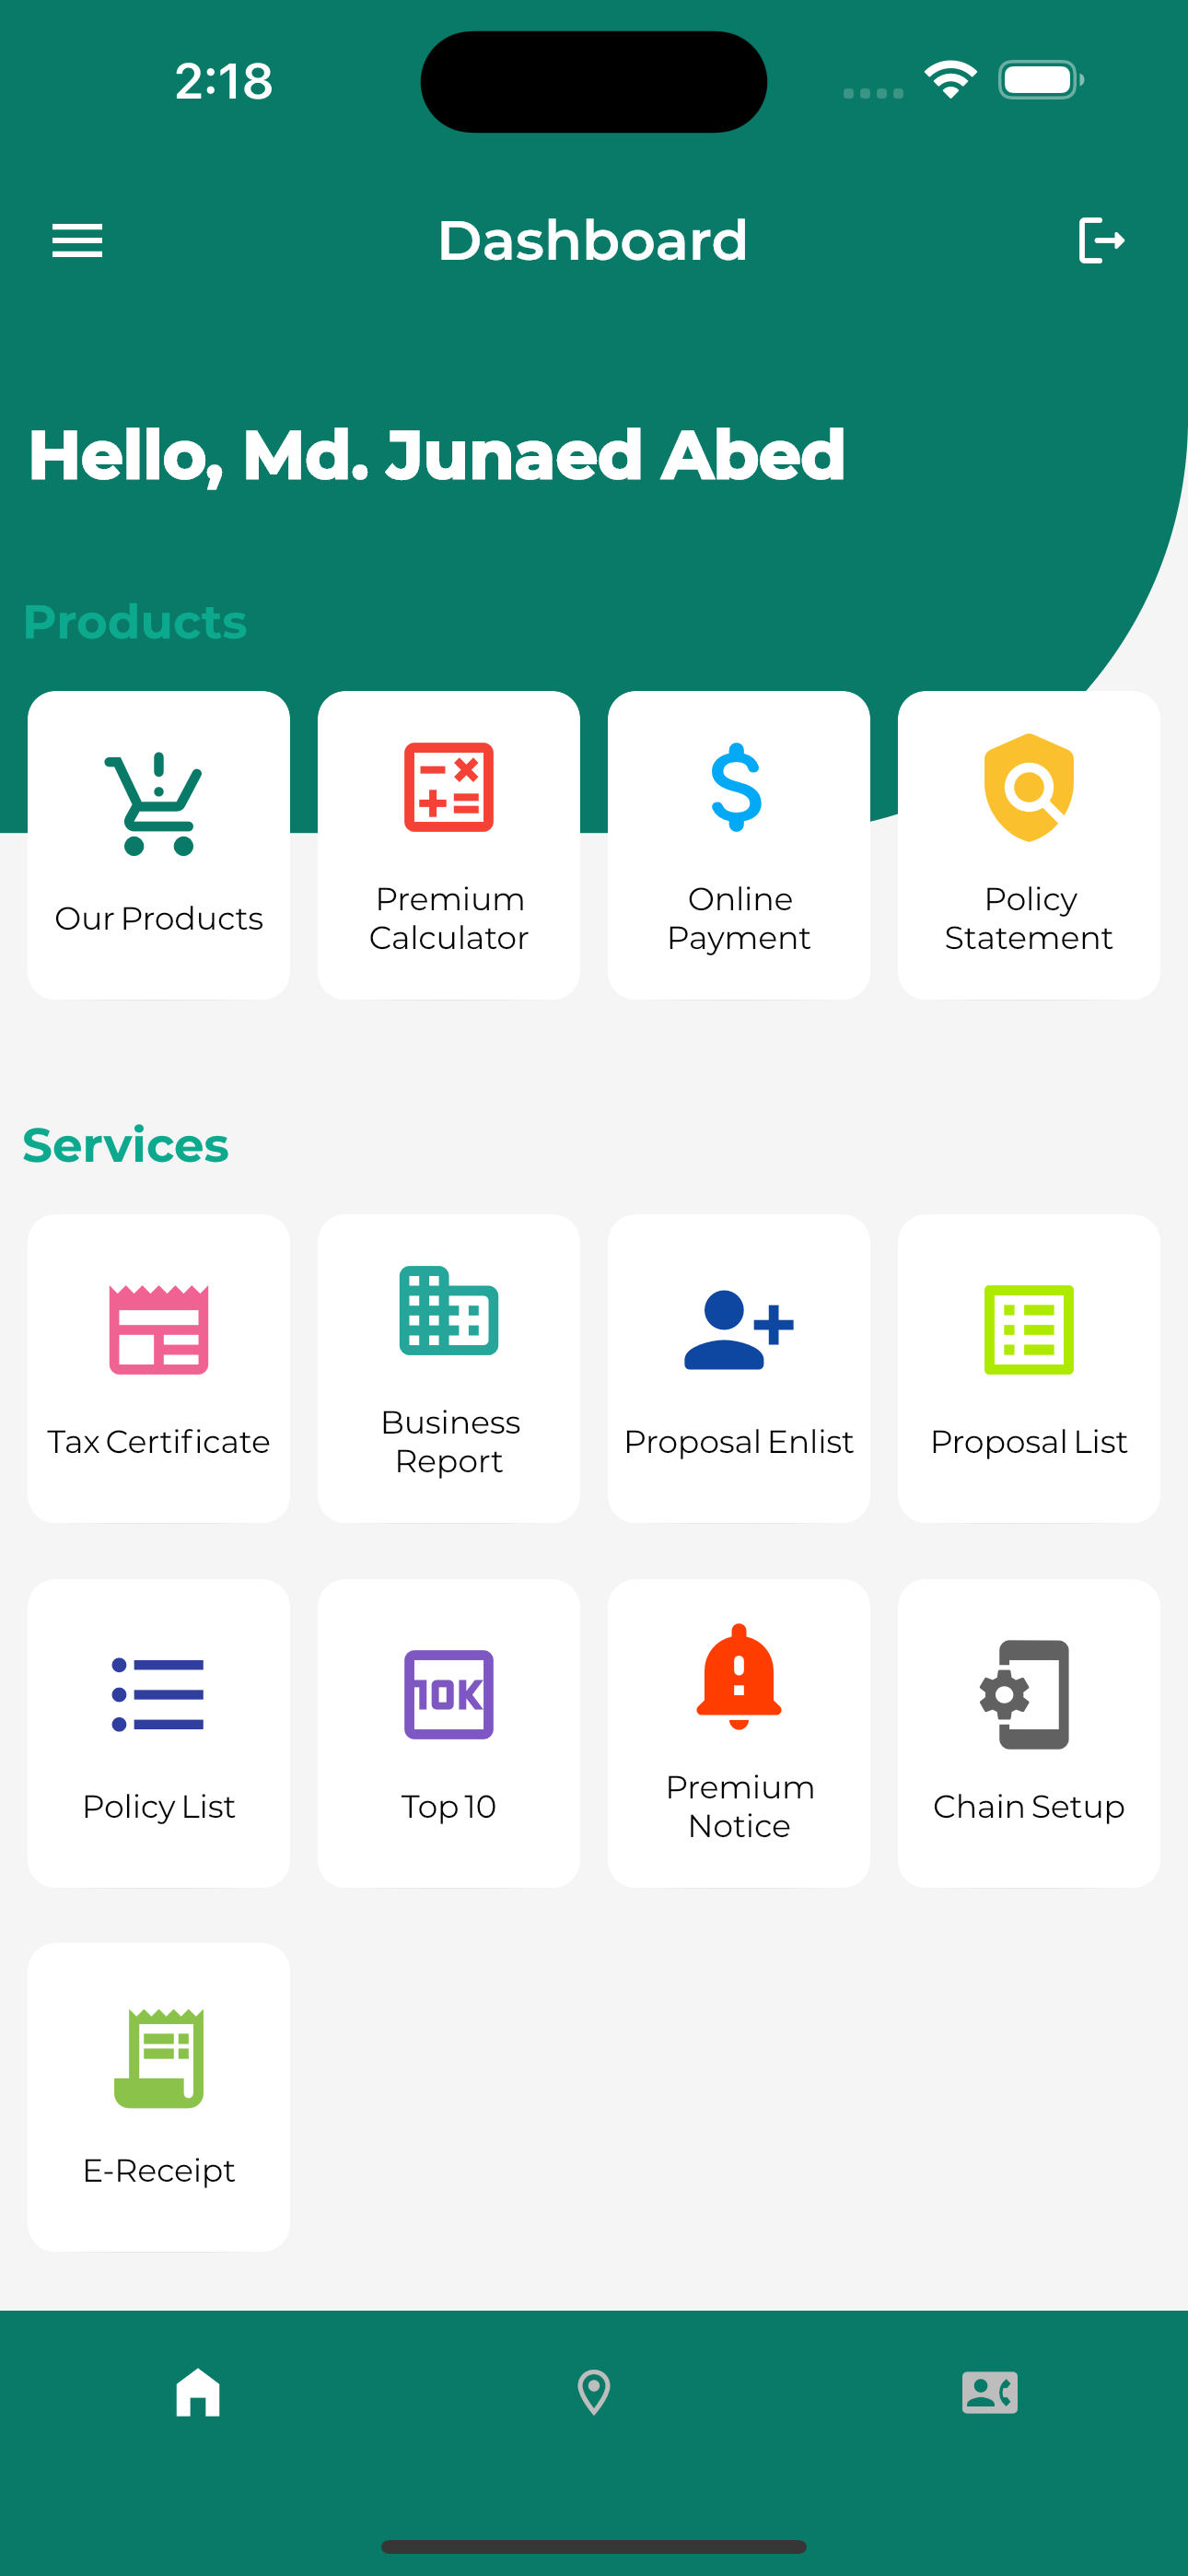 2:18
Dashboard
Hello, Md. Junaed Abed
Products
Our Products
Premium
Calculator
Online
Payment
Policy
Statement
Services
Tax Certificate
Business
Report
Proposal Enlist
Proposal List
Policy List
10K
Top 10
Premium
Notice
Chain Setup
E-Receipt